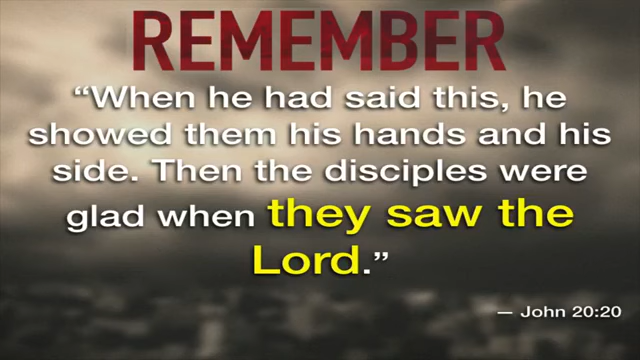 REMEMBER
“When he had said this, he
showed them his hands and his
side. Then the disciples were
glad when they saw the
Lord.”
— John 20:20